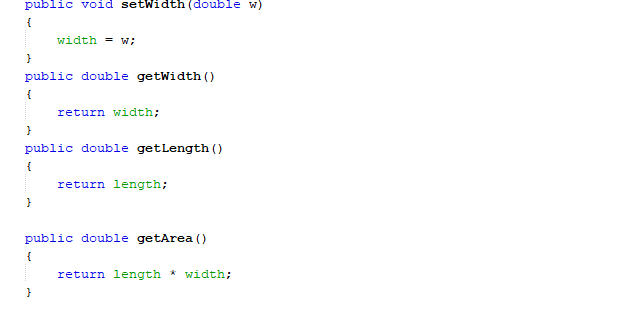 public void setWidth(double w)
{
    width = w;
}
public double getWidth()
{
    return width;
}
public double getLength()
{
    return length;
}

public double getArea()
{
    return length * width;
}